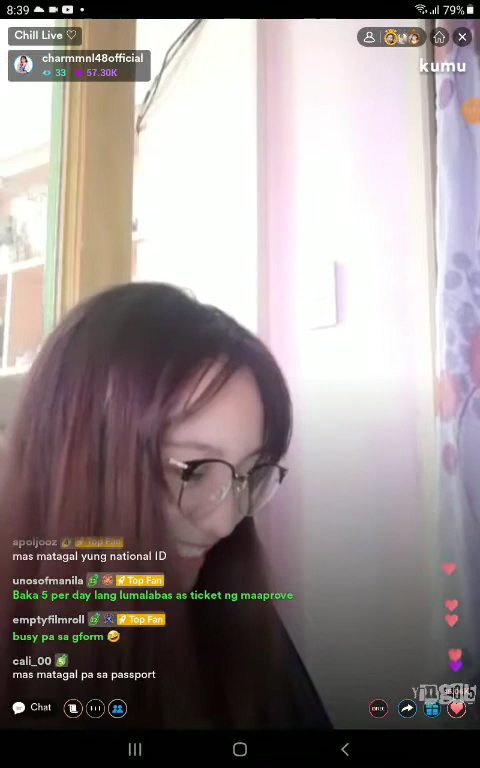 8:39
79%
Chill Live ♡
charmmnl48official
33 57.30K
kumu
apoljooz Top Fan
mas matagal yung national ID
unosofmanila Top Fan
Baka 5 per day lang lumalabas as ticket ng maaprove
emptyfilmroll Top Fan
busy pa sa gform 🤣
cali_00
mas matagal pa sa passport
Chat